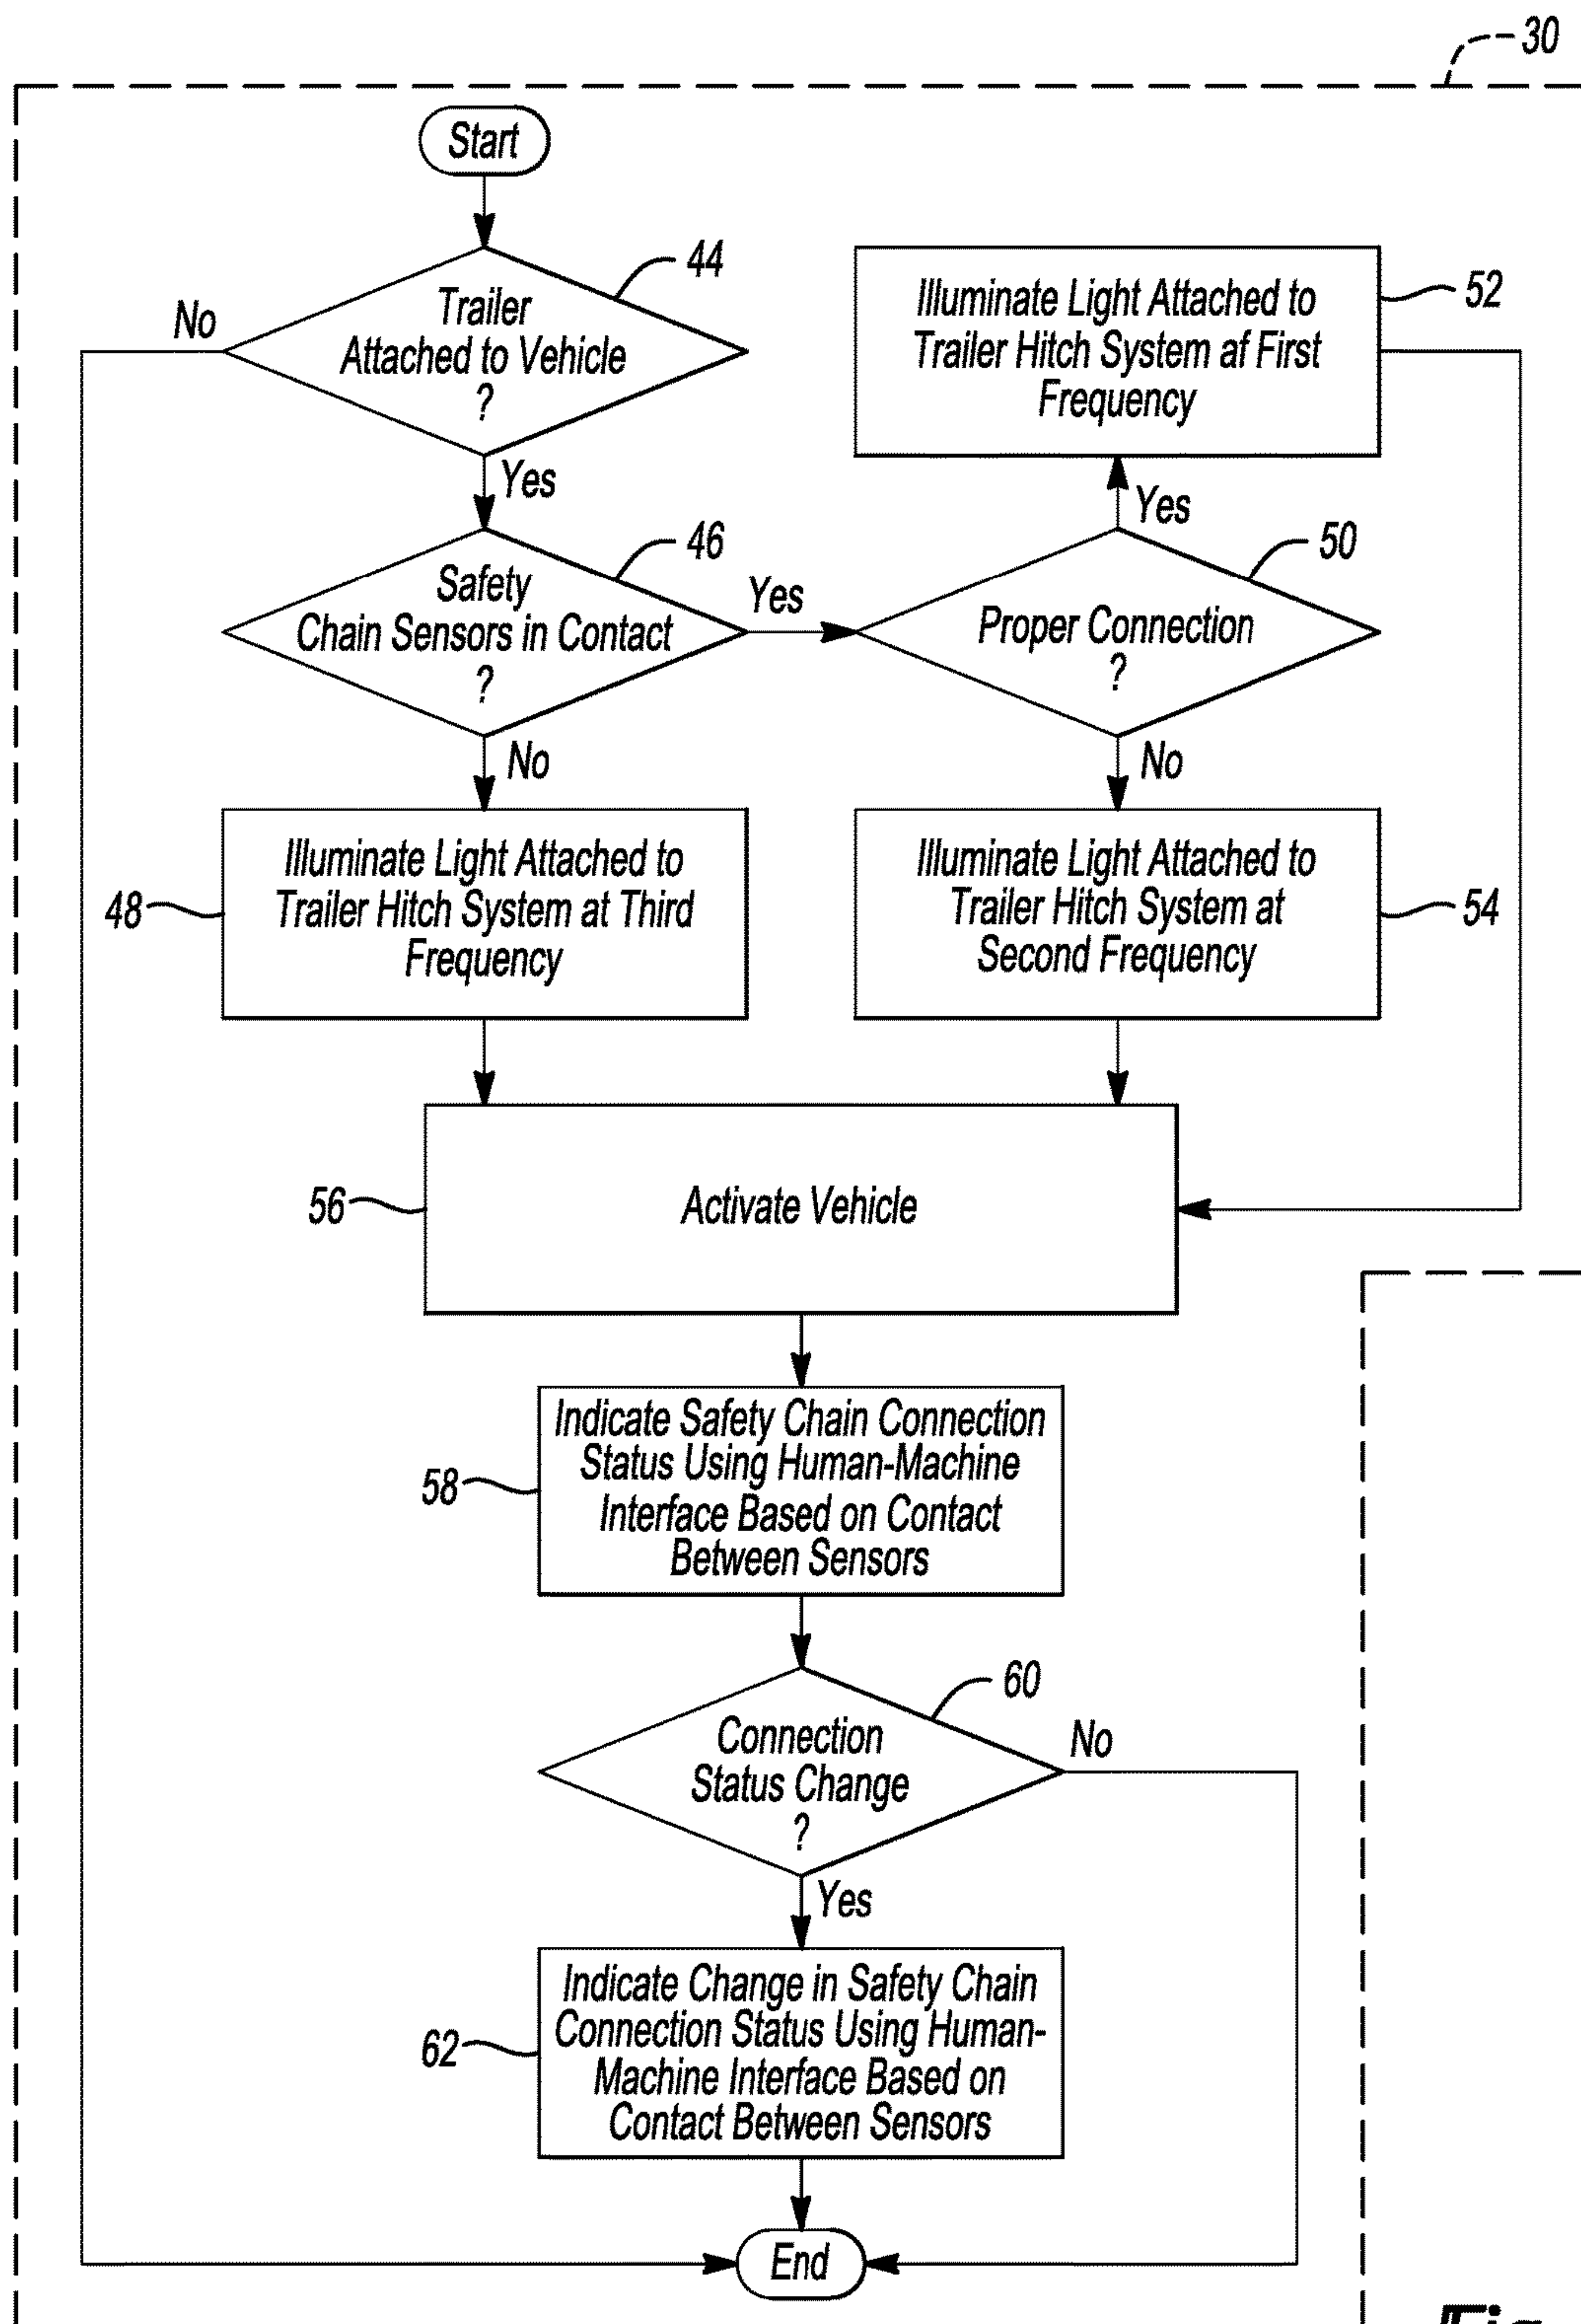 30
Start
44
No
Trailer
Attached to Vehicle
?
Yes
52
Illuminate Light Attached to
Trailer Hitch System af First
Frequency
Yes
46
Safety
Chain Sensors in Contact
?
Yes
50
Proper Connection
?
No
No
48
Illuminate Light Attached to
Trailer Hitch System at Third
Frequency
54
Illuminate Light Attached to
Trailer Hitch System at
Second Frequency
56
Activate Vehicle
58
Indicate Safety Chain Connection
Status Using Human-Machine
Interface Based on Contact
Between Sensors
60
Connection
Status Change
?
No
Yes
62
Indicate Change in Safety Chain
Connection Status Using Human-
Machine Interface Based on
Contact Between Sensors
End